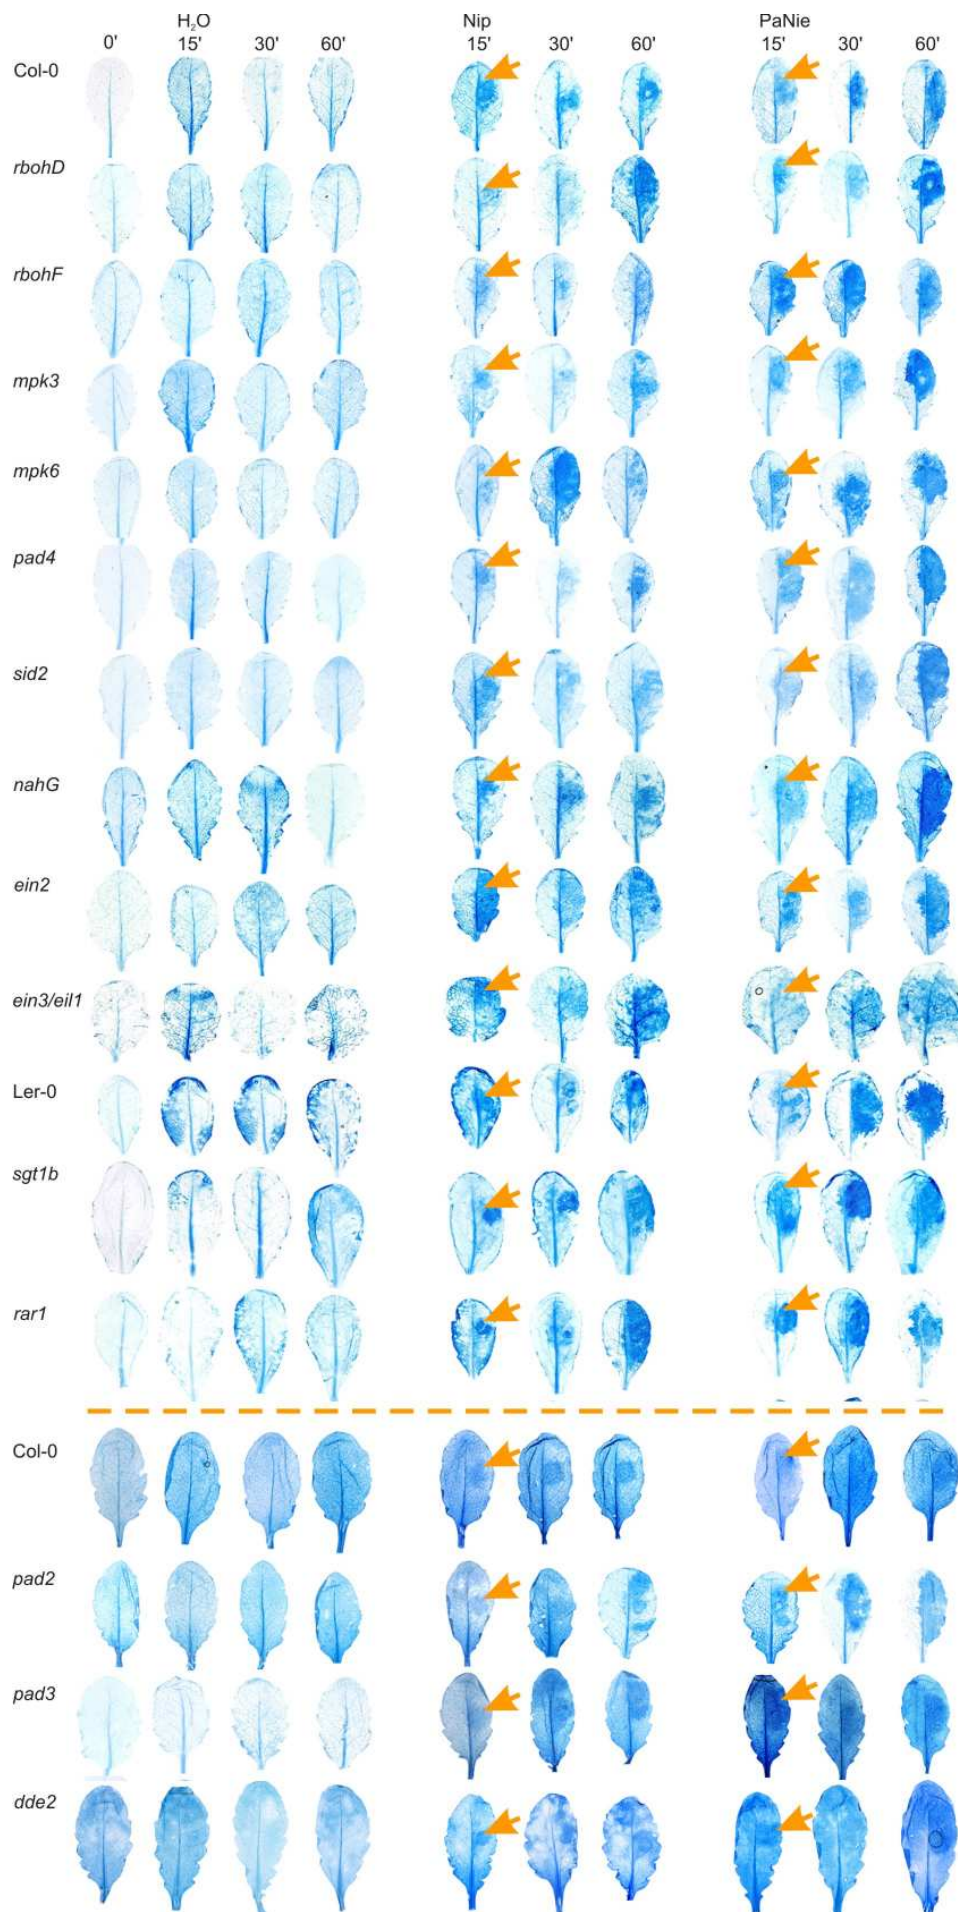 H₂O Nip PaNie
0' 15' 30' 60' 15' 30' 60' 15' 30' 60'
Col-0
rbohD
rbohF
mpk3
mpk6
pad4
sid2
nahG
ein2
ein3/eil1
Ler-0
sgt1b
rar1
Col-0
pad2
pad3
dde2